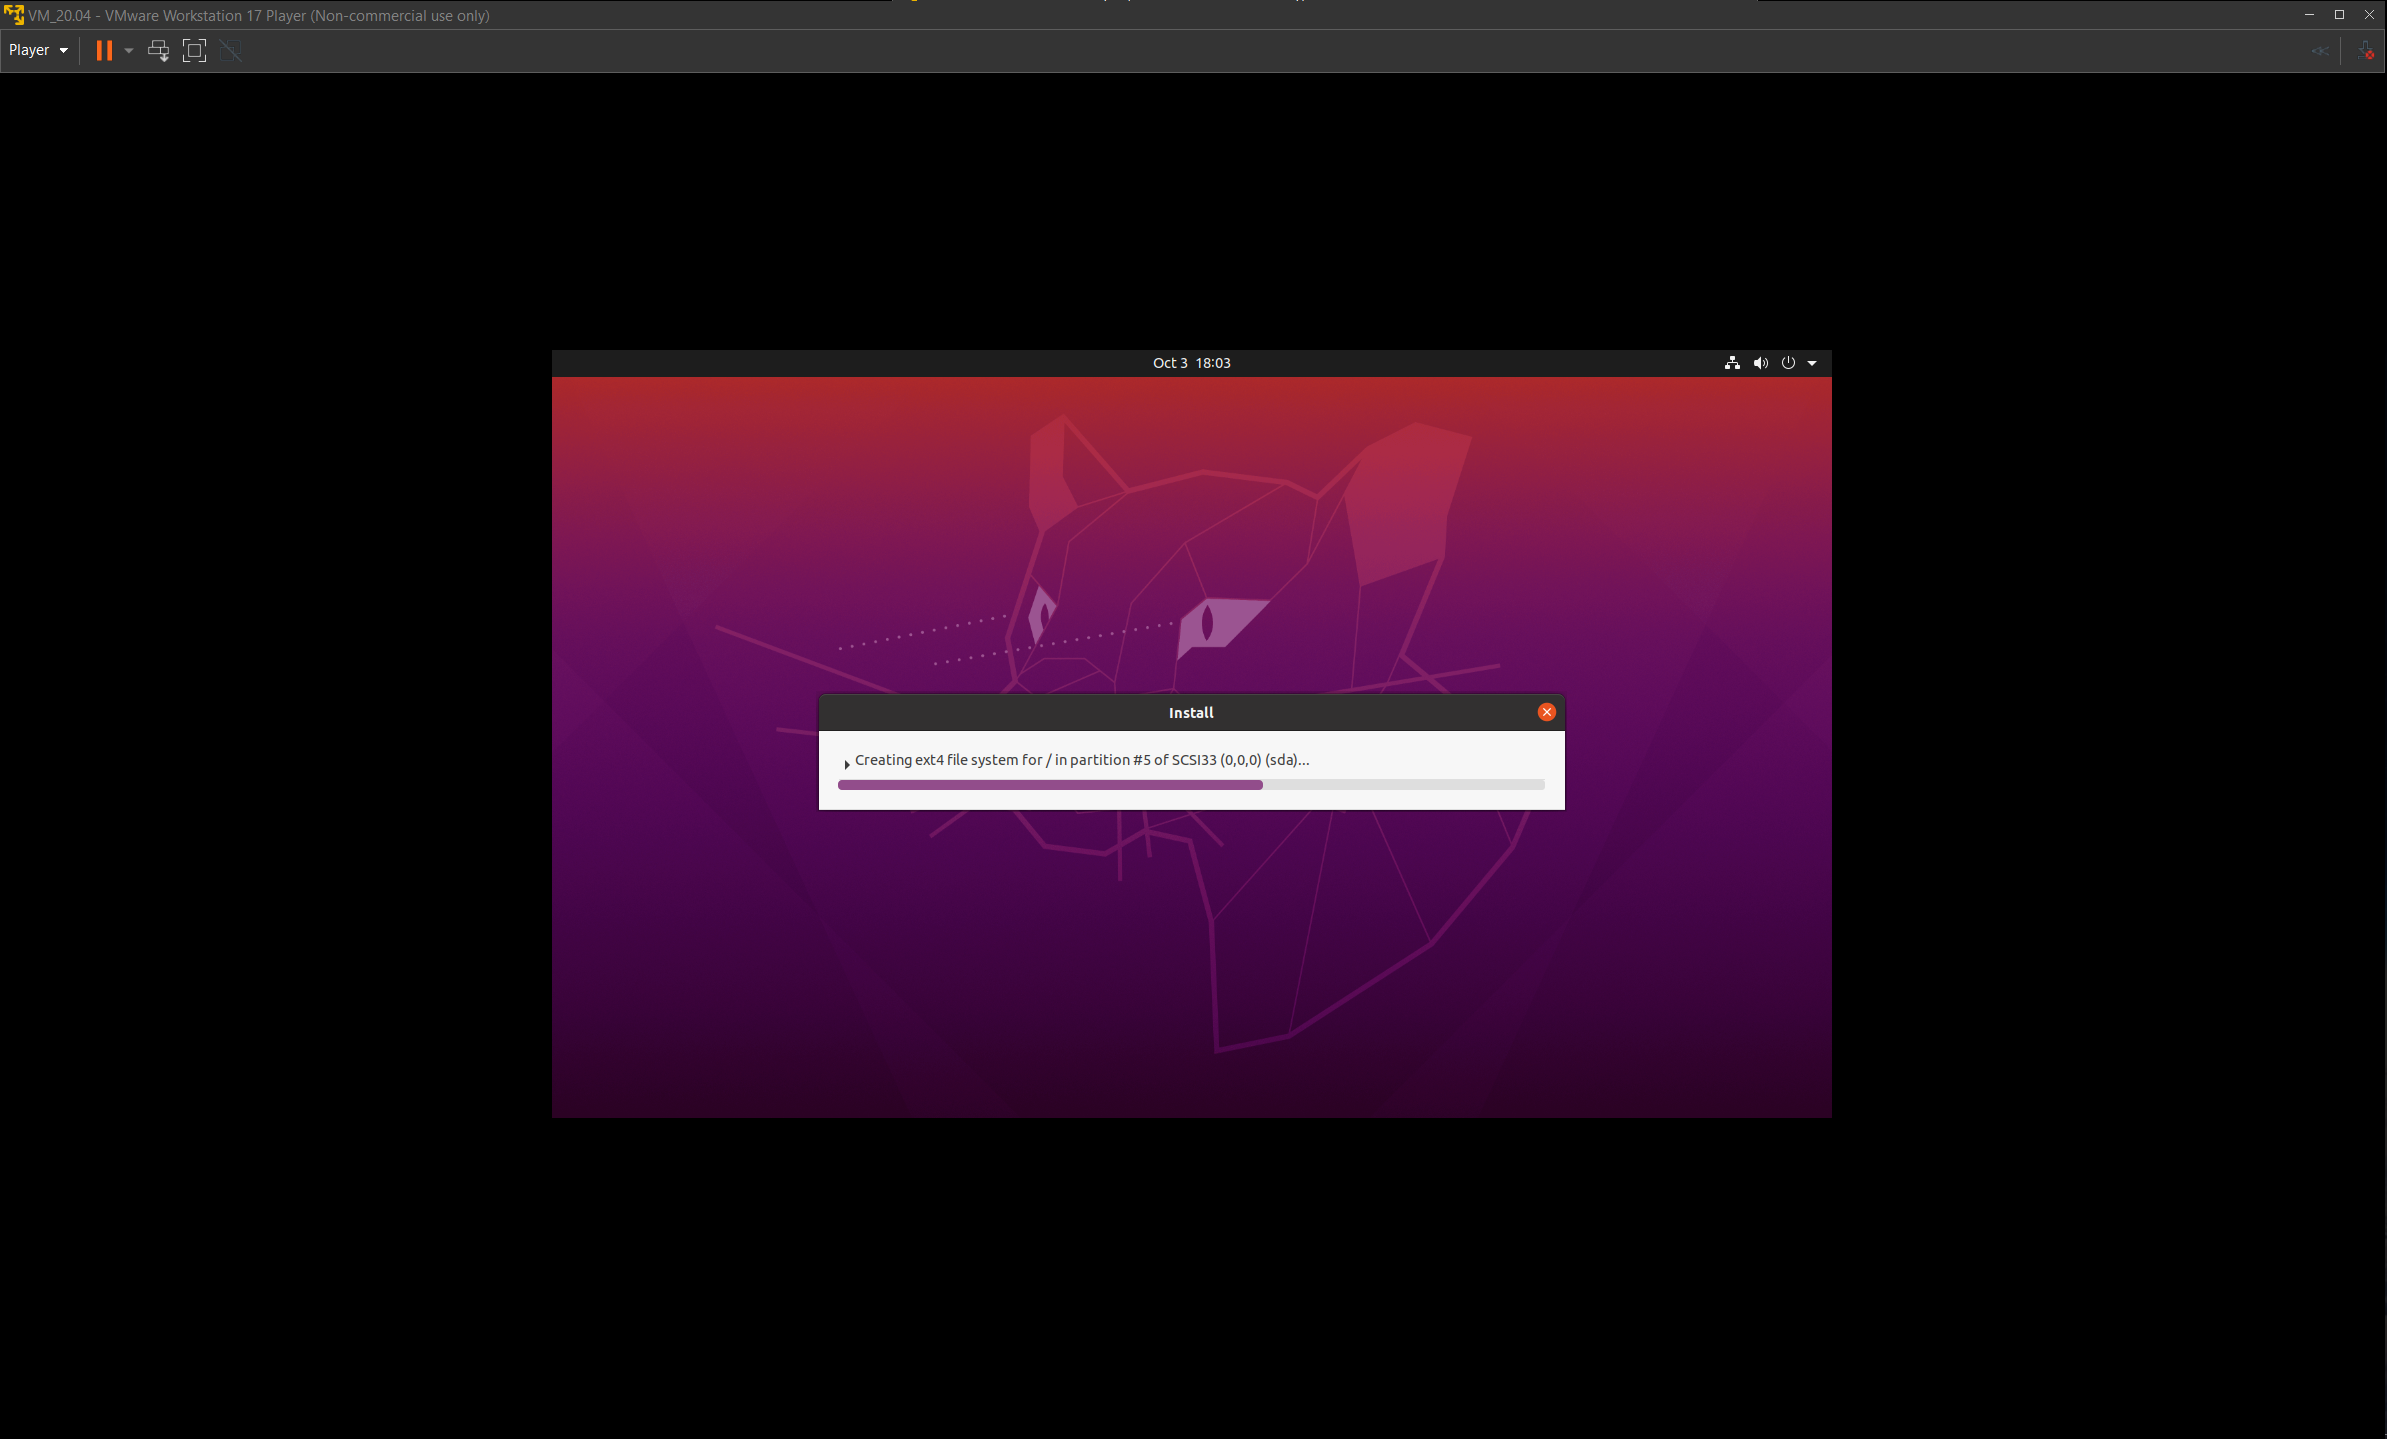 VM_20.04 - VMware Workstation 17 Player (Non-commercial use only)
Player
Oct 3 18:03
Install
Creating ext4 file system for / in partition #5 of SCSI33 (0,0,0) (sda)...